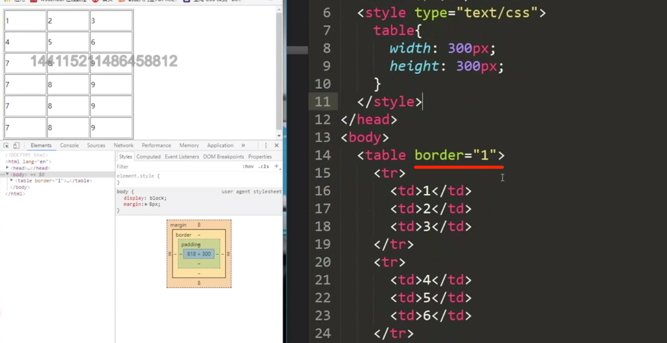 1 2 3
4 5 6
7 8 9
7 8 9
7 8 9
7 8 9
144115211486458812
Elements Console Sources Network Performance Memory Application »
<!DOCTYPE html>
<html lang="en">
<head>…</head>
<body> == $0
<table border="1">…</table>
</body>
</html>
Styles Computed Event Listeners DOM Breakpoints Properties
Filter :hov .cls +
element.style {
}
body { user agent stylesheet
display: block;
margin: 8px;
}
margin 8
border –
padding –
8 – – 618 × 300 – – 8
–
–
8
6 <style type="text/css">
7 table{
8 width: 300px;
9 height: 300px;
10 }
11 </style>
12 </head>
13 <body>
14 <table border="1">
15 <tr>
16 <td>1</td>
17 <td>2</td>
18 <td>3</td>
19 </tr>
20 <tr>
21 <td>4</td>
22 <td>5</td>
23 <td>6</td>
24 </tr>